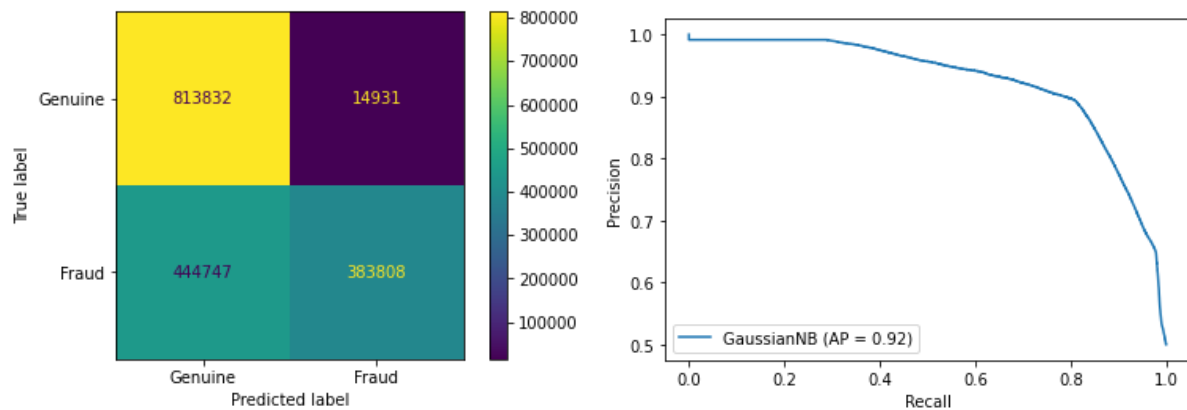 800000
700000
Genuine
813832
14931
600000
500000
True label
400000
Fraud
444747
383808
300000
200000
100000
Genuine
Fraud
Predicted label
1.0
0.9
0.8
Precision
0.7
0.6
0.5
GaussianNB (AP = 0.92)
0.0
0.2
0.4
0.6
0.8
1.0
Recall